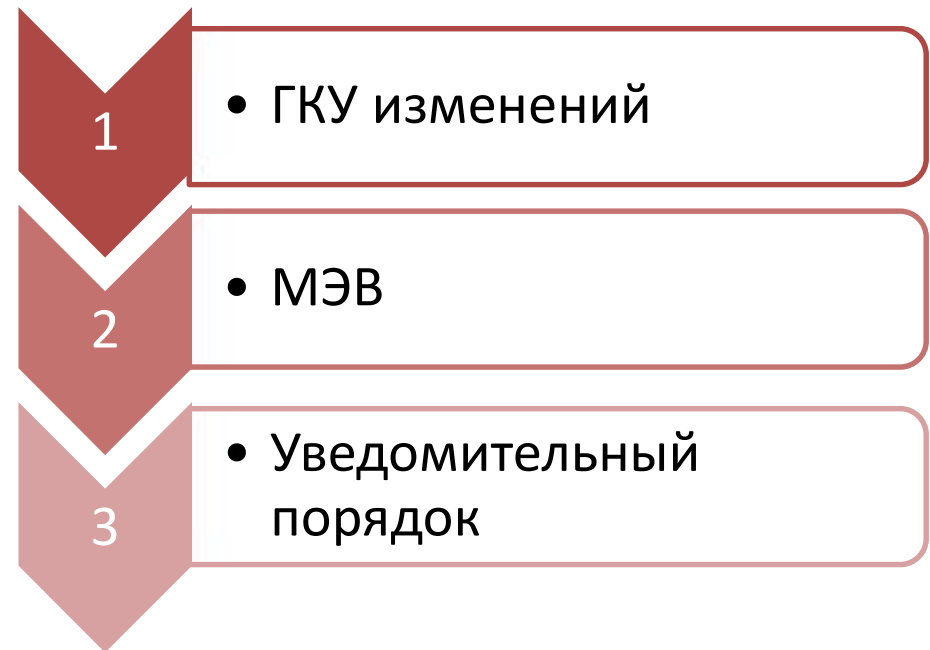 1
• ГКУ изменений
2
• МЭВ
3
• Уведомительный
порядок